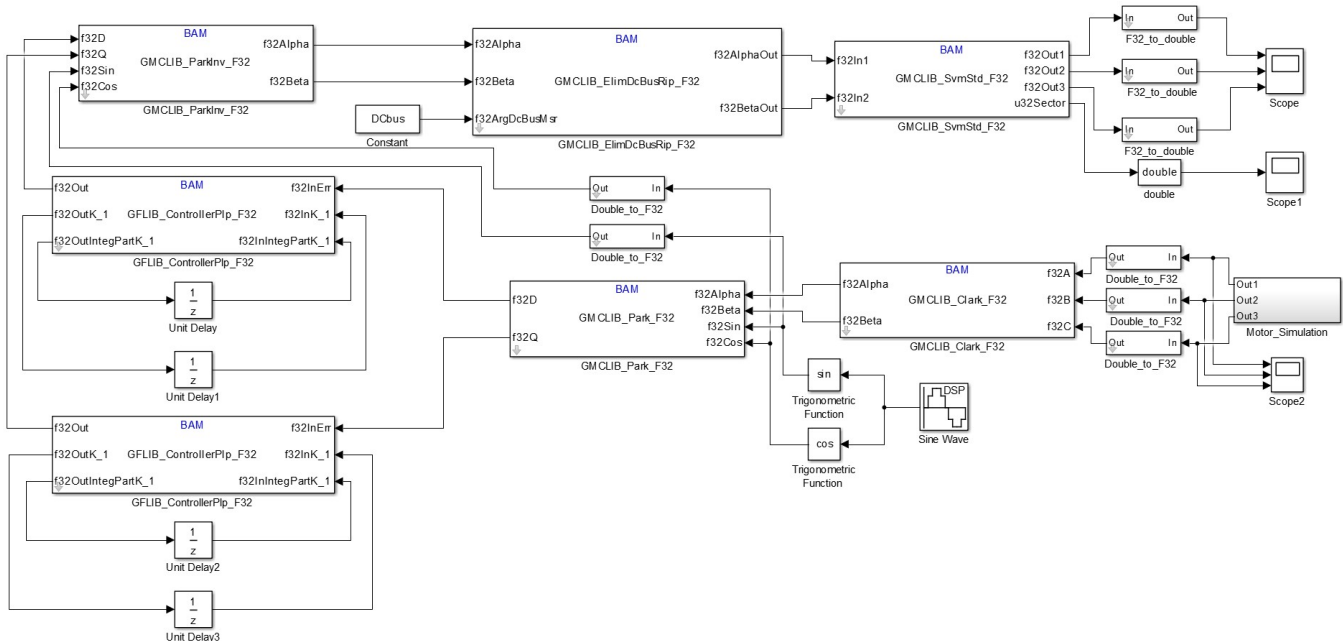 BAM
f32D
f32Q
f32Sin
f32Cos
GMCLIB_ParkInv_F32
f32Alpha
f32Beta
GMCLIB_ParkInv_F32
BAM
f32Alpha
f32Beta
f32ArgDcBusMsr
GMCLIB_ElimDcBusRip_F32
f32AlphaOut
f32BetaOut
GMCLIB_ElimDcBusRip_F32
DCbus
Constant
BAM
f32In1
f32In2
GMCLIB_SvmStd_F32
f32Out1
f32Out2
f32Out3
u32Sector
GMCLIB_SvmStd_F32
In Out
F32_to_double
In Out
F32_to_double
In Out
F32_to_double
double
double
Scope
Scope1
BAM
f32Out
f32OutK_1
f32OutIntegPartK_1
GFLIB_ControllerPIp_F32
f32InErr
f32InK_1
f32InIntegPartK_1
GFLIB_ControllerPIp_F32
1
z
Unit Delay
1
z
Unit Delay1
Out In
Double_to_F32
Out In
Double_to_F32
BAM
f32D
f32Q
GMCLIB_Park_F32
f32Alpha
f32Beta
f32Sin
f32Cos
GMCLIB_Park_F32
BAM
f32Alpha
f32Beta
GMCLIB_Clark_F32
f32A
f32B
f32C
GMCLIB_Clark_F32
Out In
Double_to_F32
Out In
Double_to_F32
Out In
Double_to_F32
Out1
Out2
Out3
Motor_Simulation
Scope2
sin
Trigonometric
Function
cos
Trigonometric
Function
DSP
Sine Wave
BAM
f32Out
f32OutK_1
f32OutIntegPartK_1
GFLIB_ControllerPIp_F32
f32InErr
f32InK_1
f32InIntegPartK_1
GFLIB_ControllerPIp_F32
1
z
Unit Delay2
1
z
Unit Delay3